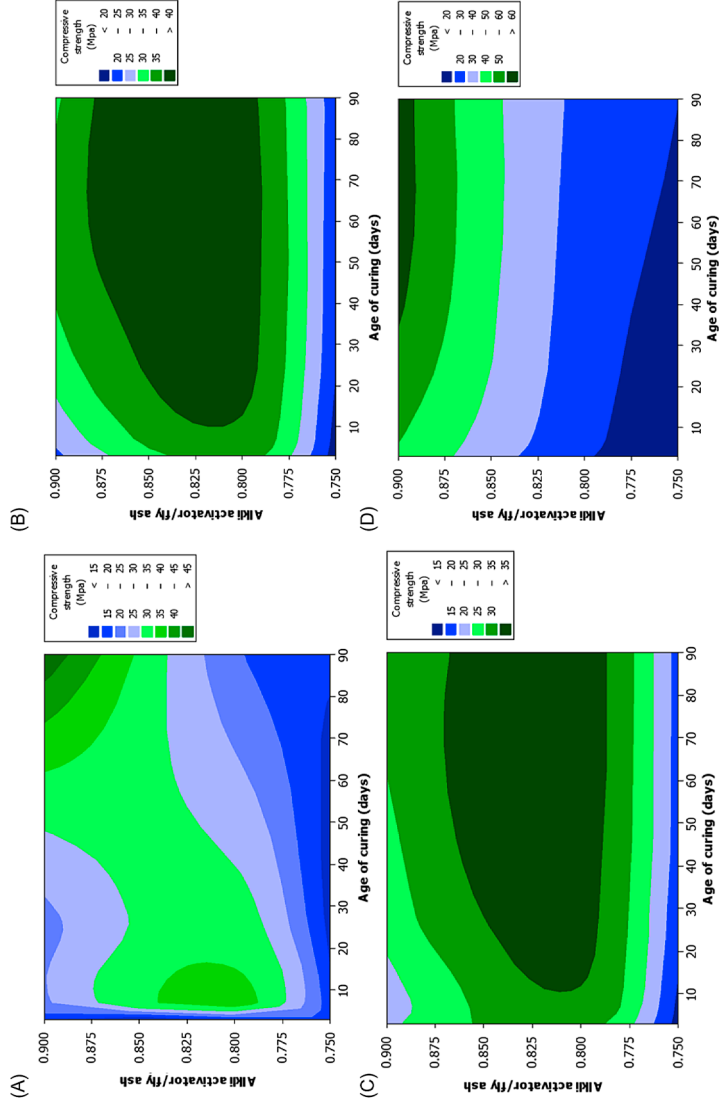 (A)
Compressive
strength
(Mpa)
< 15
15 – 20
20 – 25
25 – 30
30 – 35
35 – 40
40 – 45
> 45
Alkli activator/fly ash
0.900
0.875
0.850
0.825
0.800
0.775
0.750
10 20 30 40 50 60 70 80 90
Age of curing (days)
(B)
Compressive
strength
(Mpa)
< 20
20 – 25
25 – 30
30 – 35
35 – 40
> 40
Alkli activator/fly ash
0.900
0.875
0.850
0.825
0.800
0.775
0.750
10 20 30 40 50 60 70 80 90
Age of curing (days)
(C)
Compressive
strength
(Mpa)
< 15
15 – 20
20 – 25
25 – 30
30 – 35
> 35
Alkli activator/fly ash
0.900
0.875
0.850
0.825
0.800
0.775
0.750
10 20 30 40 50 60 70 80 90
Age of curing (days)
(D)
Compressive
strength
(Mpa)
< 20
20 – 30
30 – 40
40 – 50
50 – 60
> 60
Alkli activator/fly ash
0.900
0.875
0.850
0.825
0.800
0.775
0.750
10 20 30 40 50 60 70 80 90
Age of curing (days)